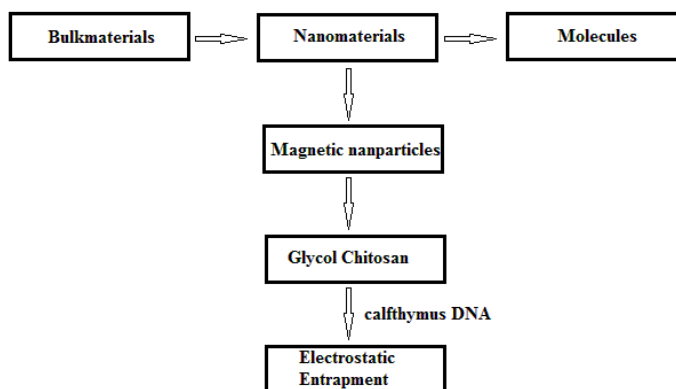 Bulkmaterials
Nanomaterials
Molecules
Magnetic nanparticles
Glycol Chitosan
calfthymus DNA
Electrostatic
Entrapment